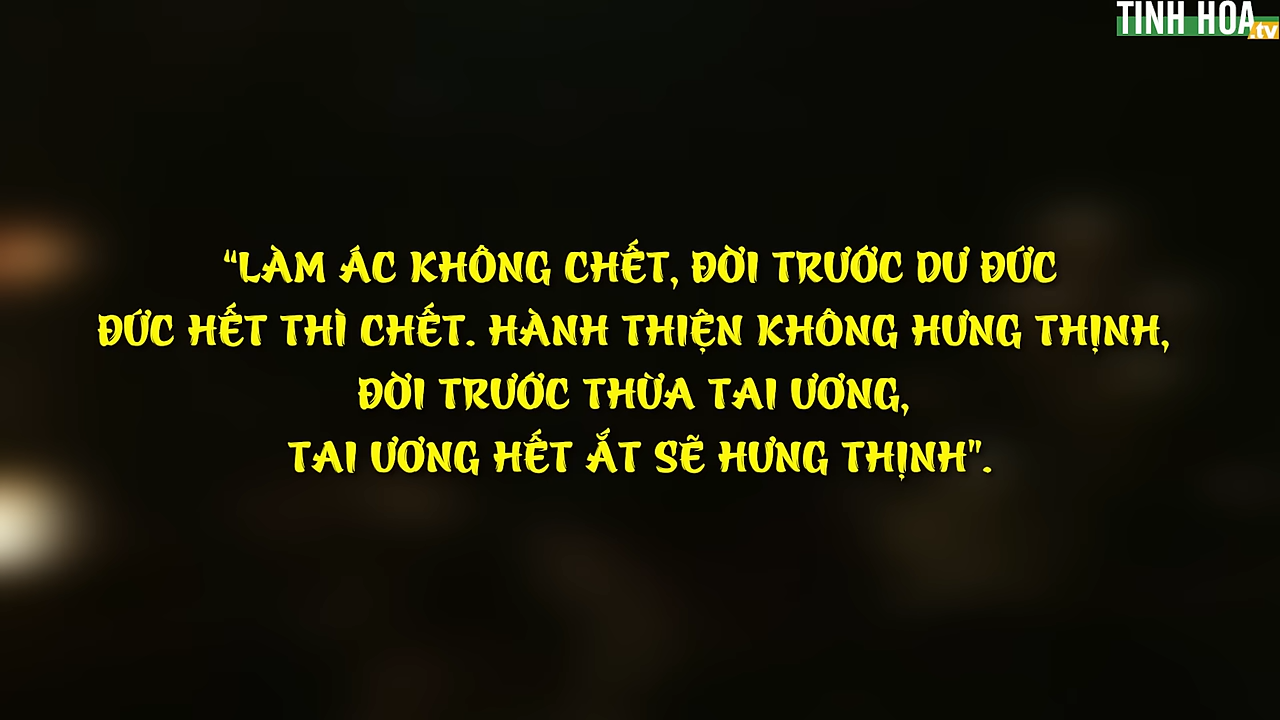 TINH HOA
.tv
"LÀM ÁC KHÔNG CHẾT, ĐỜI TRƯỚC DƯ ĐỨC
ĐỨC HẾT THÌ CHẾT. HÀNH THIỆN KHÔNG HƯNG THỊNH,
ĐỜI TRƯỚC THỪA TAI ƯƠNG,
TAI ƯƠNG HẾT ẮT SẼ HƯNG THỊNH".